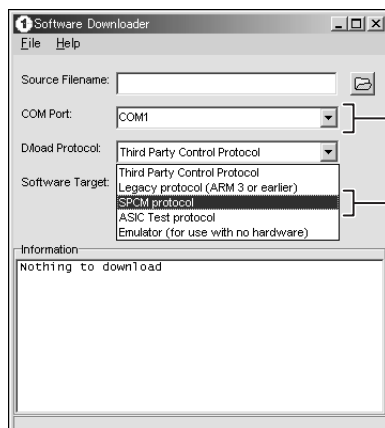 1 Software Downloader
File Help
Source Filename:
COM Port: COM1
D/load Protocol: Third Party Control Protocol
Third Party Control Protocol
Software Target: Legacy protocol (ARM 3 or earlier)
SPCM protocol
ASIC Test protocol
Emulator (for use with no hardware)
Information
Nothing to download